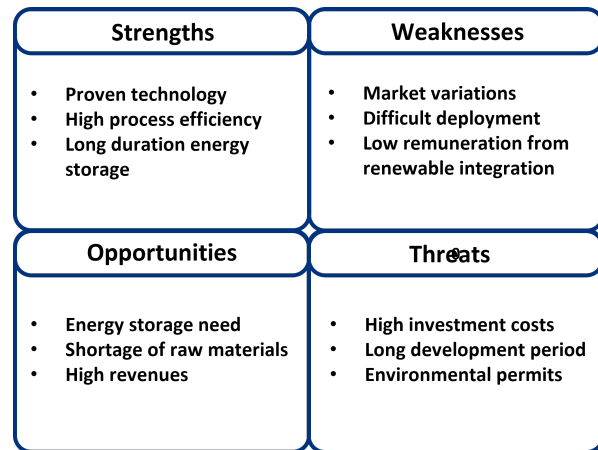 Strengths
• Proven technology
• High process efficiency
• Long duration energy
storage
Weaknesses
• Market variations
• Difficult deployment
• Low remuneration from
renewable integration
Opportunities
• Energy storage need
• Shortage of raw materials
• High revenues
Threats
• High investment costs
• Long development period
• Environmental permits